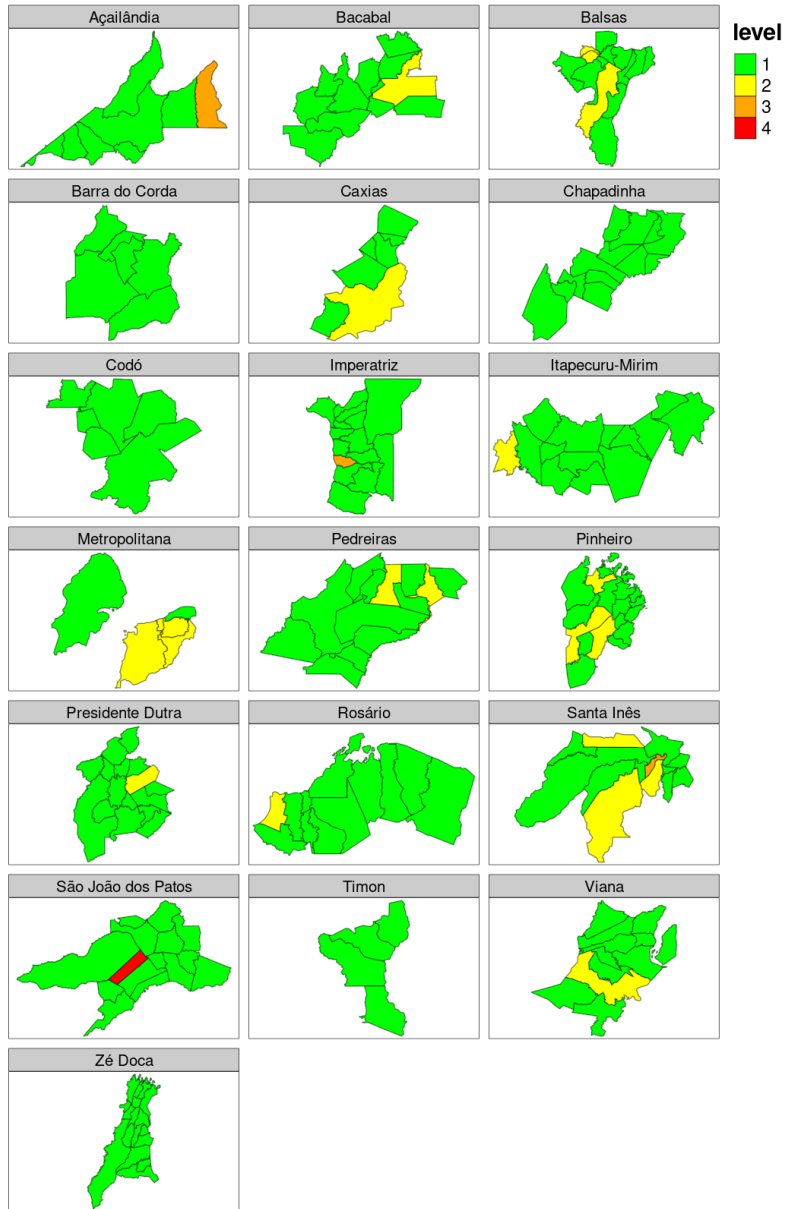 Açailândia
Bacabal
Balsas
level
1
2
3
4
Barra do Corda
Caxias
Chapadinha
Codó
Imperatriz
Itapecuru-Mirim
Metropolitana
Pedreiras
Pinheiro
Presidente Dutra
Rosário
Santa Inês
São João dos Patos
Timon
Viana
Zé Doca